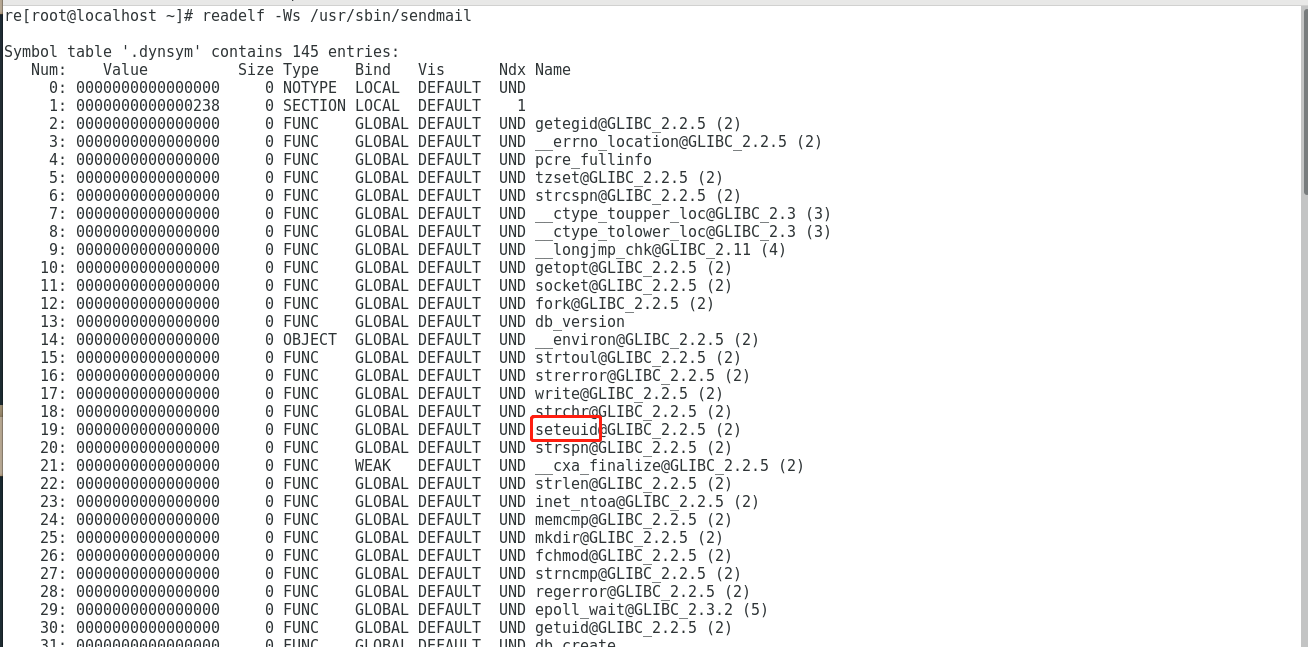 re[root@localhost ~]# readelf -Ws /usr/sbin/sendmail
Symbol table '.dynsym' contains 145 entries:
   Num:    Value          Size Type    Bind   Vis      Ndx Name
     0: 0000000000000000     0 NOTYPE  LOCAL  DEFAULT  UND
     1: 0000000000000238     0 SECTION LOCAL  DEFAULT    1
     2: 0000000000000000     0 FUNC    GLOBAL DEFAULT  UND getegid@GLIBC_2.2.5 (2)
     3: 0000000000000000     0 FUNC    GLOBAL DEFAULT  UND __errno_location@GLIBC_2.2.5 (2)
     4: 0000000000000000     0 FUNC    GLOBAL DEFAULT  UND pcre_fullinfo
     5: 0000000000000000     0 FUNC    GLOBAL DEFAULT  UND tzset@GLIBC_2.2.5 (2)
     6: 0000000000000000     0 FUNC    GLOBAL DEFAULT  UND strcspn@GLIBC_2.2.5 (2)
     7: 0000000000000000     0 FUNC    GLOBAL DEFAULT  UND __ctype_toupper_loc@GLIBC_2.3 (3)
     8: 0000000000000000     0 FUNC    GLOBAL DEFAULT  UND __ctype_tolower_loc@GLIBC_2.3 (3)
     9: 0000000000000000     0 FUNC    GLOBAL DEFAULT  UND __longjmp_chk@GLIBC_2.11 (4)
    10: 0000000000000000     0 FUNC    GLOBAL DEFAULT  UND getopt@GLIBC_2.2.5 (2)
    11: 0000000000000000     0 FUNC    GLOBAL DEFAULT  UND socket@GLIBC_2.2.5 (2)
    12: 0000000000000000     0 FUNC    GLOBAL DEFAULT  UND fork@GLIBC_2.2.5 (2)
    13: 0000000000000000     0 FUNC    GLOBAL DEFAULT  UND db_version
    14: 0000000000000000     0 OBJECT  GLOBAL DEFAULT  UND __environ@GLIBC_2.2.5 (2)
    15: 0000000000000000     0 FUNC    GLOBAL DEFAULT  UND strtoul@GLIBC_2.2.5 (2)
    16: 0000000000000000     0 FUNC    GLOBAL DEFAULT  UND strerror@GLIBC_2.2.5 (2)
    17: 0000000000000000     0 FUNC    GLOBAL DEFAULT  UND write@GLIBC_2.2.5 (2)
    18: 0000000000000000     0 FUNC    GLOBAL DEFAULT  UND strchr@GLIBC_2.2.5 (2)
    19: 0000000000000000     0 FUNC    GLOBAL DEFAULT  UND seteuid@GLIBC_2.2.5 (2)
    20: 0000000000000000     0 FUNC    GLOBAL DEFAULT  UND strspn@GLIBC_2.2.5 (2)
    21: 0000000000000000     0 FUNC    WEAK   DEFAULT  UND __cxa_finalize@GLIBC_2.2.5 (2)
    22: 0000000000000000     0 FUNC    GLOBAL DEFAULT  UND strlen@GLIBC_2.2.5 (2)
    23: 0000000000000000     0 FUNC    GLOBAL DEFAULT  UND inet_ntoa@GLIBC_2.2.5 (2)
    24: 0000000000000000     0 FUNC    GLOBAL DEFAULT  UND memcmp@GLIBC_2.2.5 (2)
    25: 0000000000000000     0 FUNC    GLOBAL DEFAULT  UND mkdir@GLIBC_2.2.5 (2)
    26: 0000000000000000     0 FUNC    GLOBAL DEFAULT  UND fchmod@GLIBC_2.2.5 (2)
    27: 0000000000000000     0 FUNC    GLOBAL DEFAULT  UND strncmp@GLIBC_2.2.5 (2)
    28: 0000000000000000     0 FUNC    GLOBAL DEFAULT  UND regerror@GLIBC_2.2.5 (2)
    29: 0000000000000000     0 FUNC    GLOBAL DEFAULT  UND epoll_wait@GLIBC_2.3.2 (5)
    30: 0000000000000000     0 FUNC    GLOBAL DEFAULT  UND getuid@GLIBC_2.2.5 (2)
    31: 0000000000000000     0 FUNC    GLOBAL DEFAULT  UND db_create